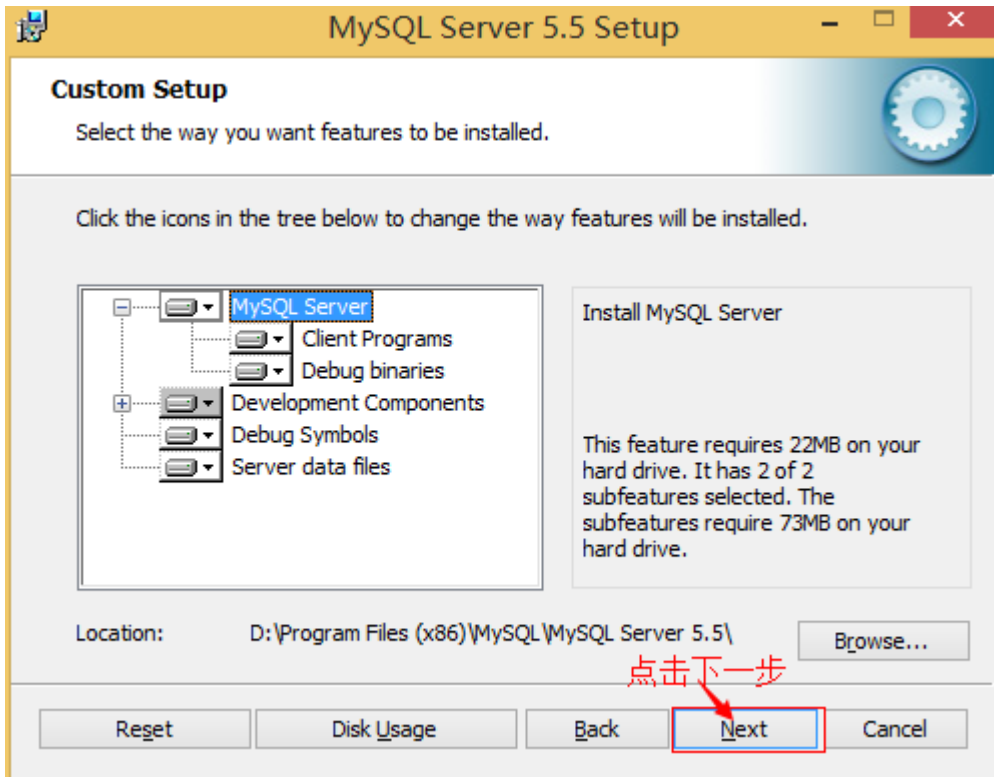 MySQL Server 5.5 Setup
Custom Setup
Select the way you want features to be installed.
Click the icons in the tree below to change the way features will be installed.
MySQL Server
Client Programs
Debug binaries
Development Components
Debug Symbols
Server data files
Install MySQL Server
This feature requires 22MB on your
hard drive. It has 2 of 2
subfeatures selected. The
subfeatures require 73MB on your
hard drive.
Location: D:\Program Files (x86)\MySQL\MySQL Server 5.5\
Browse...
点击下一步
Reset Disk Usage Back Next Cancel